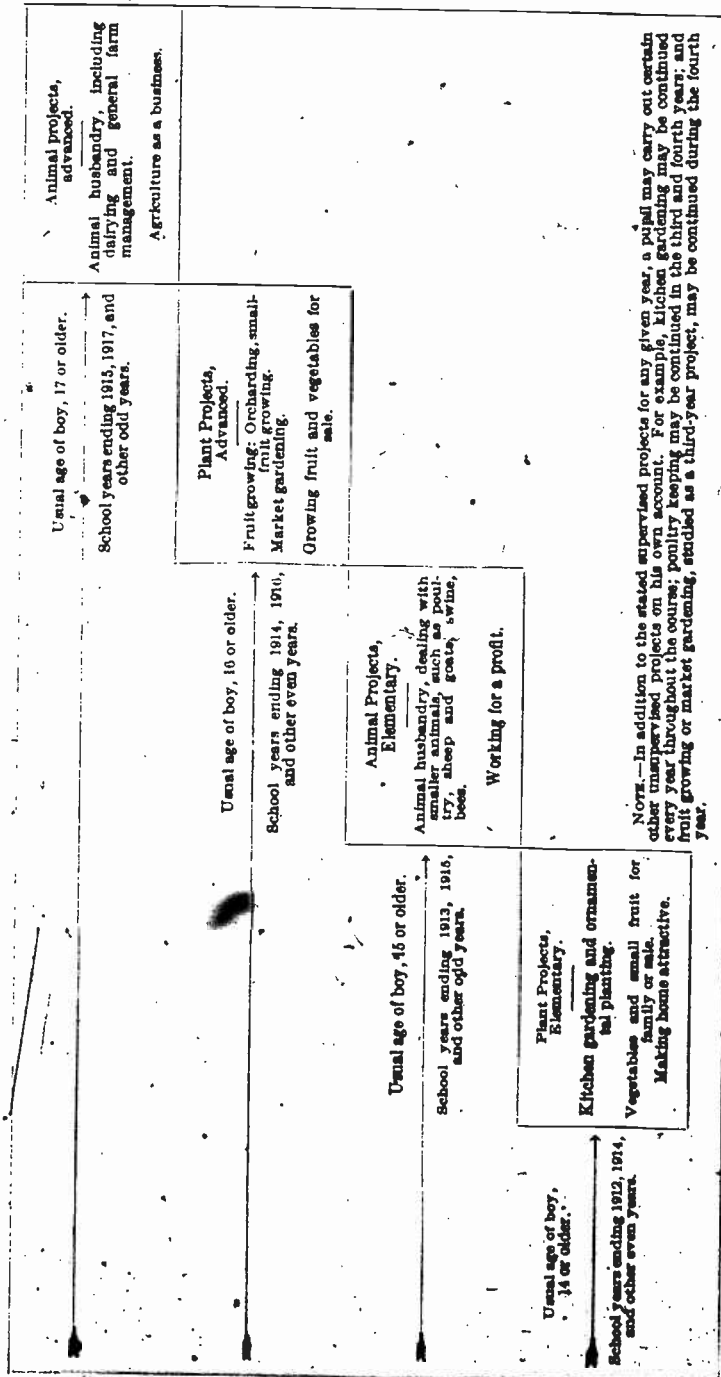 Usual age of boy, 17 or older.
School years ending 1915, 1917, and
other odd years.
Animal projects,
advanced.
Animal husbandry, including
dairying and general farm
management.
Agriculture as a business.
Usual age of boy, 16 or older.
School years ending 1914, 1916,
and other even years.
Plant Projects,
Advanced.
Fruit growing: Orcharding, small-
fruit growing.
Market gardening.
Growing fruit and vegetables for
sale.
Usual age of boy, 15 or older.
School years ending 1913, 1915,
and other odd years.
Animal Projects,
Elementary.
Animal husbandry, dealing with
smaller animals, such as poul-
try, sheep and goats, swine,
bees.
Working for a profit.
Usual age of boy,
14 or older.
School years ending 1912, 1914,
and other even years.
Plant Projects,
Elementary.
Kitchen gardening and ornamen-
tal planting.
Vegetables and small fruit for
family or sale.
Making home attractive.
NOTE.—In addition to the stated supervised projects for any given year, a pupil may carry out certain
other unsupervised projects on his own account. For example, kitchen gardening may be continued
every year throughout the course; poultry keeping may be continued in the third and fourth years; and
fruit growing or market gardening, studied as a third-year project, may be continued during the fourth
year.